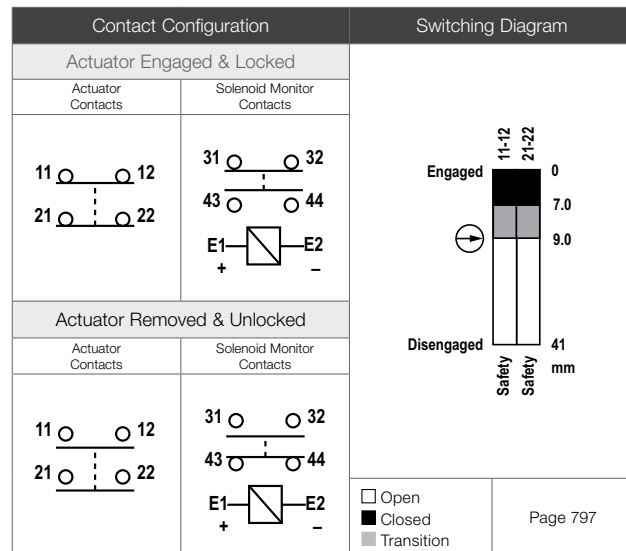 Contact Configuration
Switching Diagram
Actuator Engaged & Locked
Actuator
Contacts
Solenoid Monitor
Contacts
11 12
21 22
31 32
43 44
E1 E2
+ –
Actuator Removed & Unlocked
Actuator
Contacts
Solenoid Monitor
Contacts
11 12
21 22
31 32
43 44
E1 E2
+ –
11-12
21-22
Engaged 0
7.0
9.0
Disengaged 41
mm
Safety
Safety
Open
Closed
Transition
Page 797